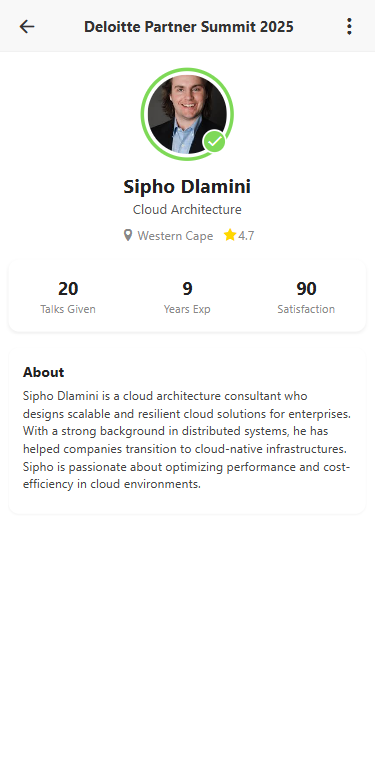 Deloitte Partner Summit 2025
Sipho Dlamini
Cloud Architecture
Western Cape 4.7
20 9 90
Talks Given Years Exp Satisfaction
About
Sipho Dlamini is a cloud architecture consultant who
designs scalable and resilient cloud solutions for enterprises.
With a strong background in distributed systems, he has
helped companies transition to cloud-native infrastructures.
Sipho is passionate about optimizing performance and cost-
efficiency in cloud environments.